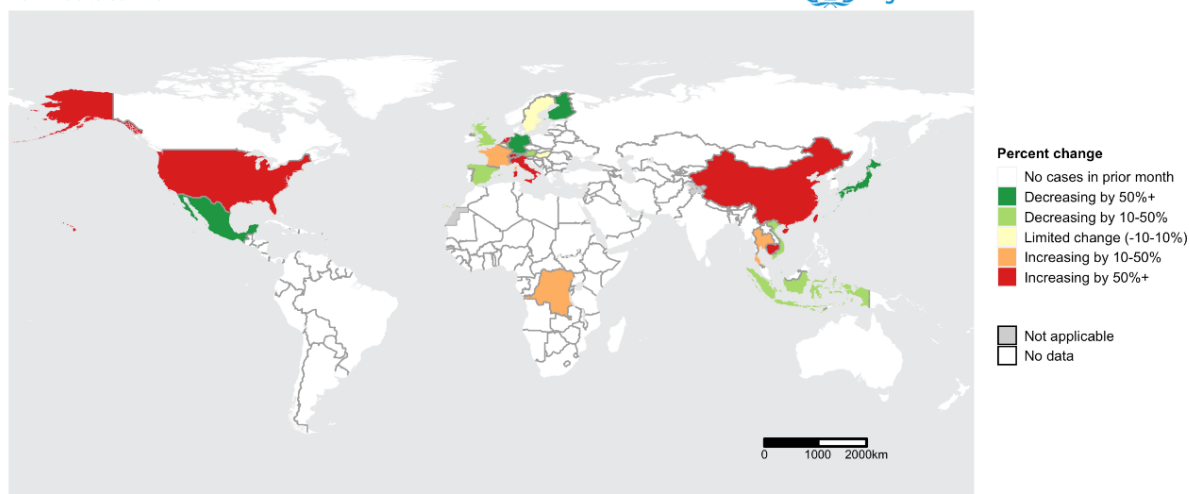 Percent change
No cases in prior month
Decreasing by 50%+
Decreasing by 10-50%
Limited change (-10-10%)
Increasing by 10-50%
Increasing by 50%+
Not applicable
No data
0 1000 2000km